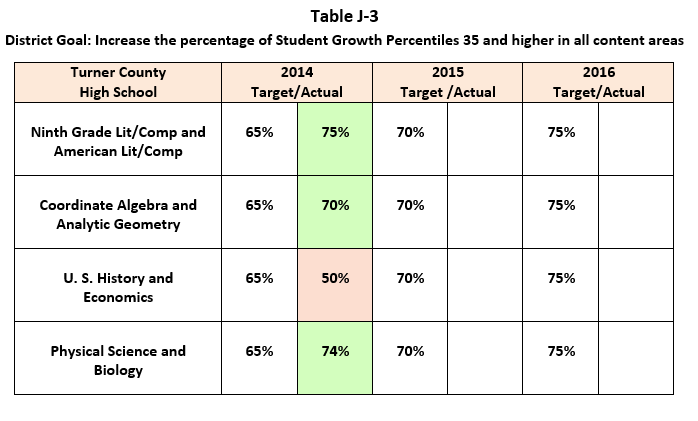 Table J-3
District Goal: Increase the percentage of Student Growth Percentiles 35 and higher in all content areas
Turner County
High School
2014
Target/Actual
2015
Target /Actual
2016
Target/Actual
Ninth Grade Lit/Comp and
American Lit/Comp
65% 75% 70% 75%
Coordinate Algebra and
Analytic Geometry
65% 70% 70% 75%
U. S. History and
Economics
65% 50% 70% 75%
Physical Science and
Biology
65% 74% 70% 75%